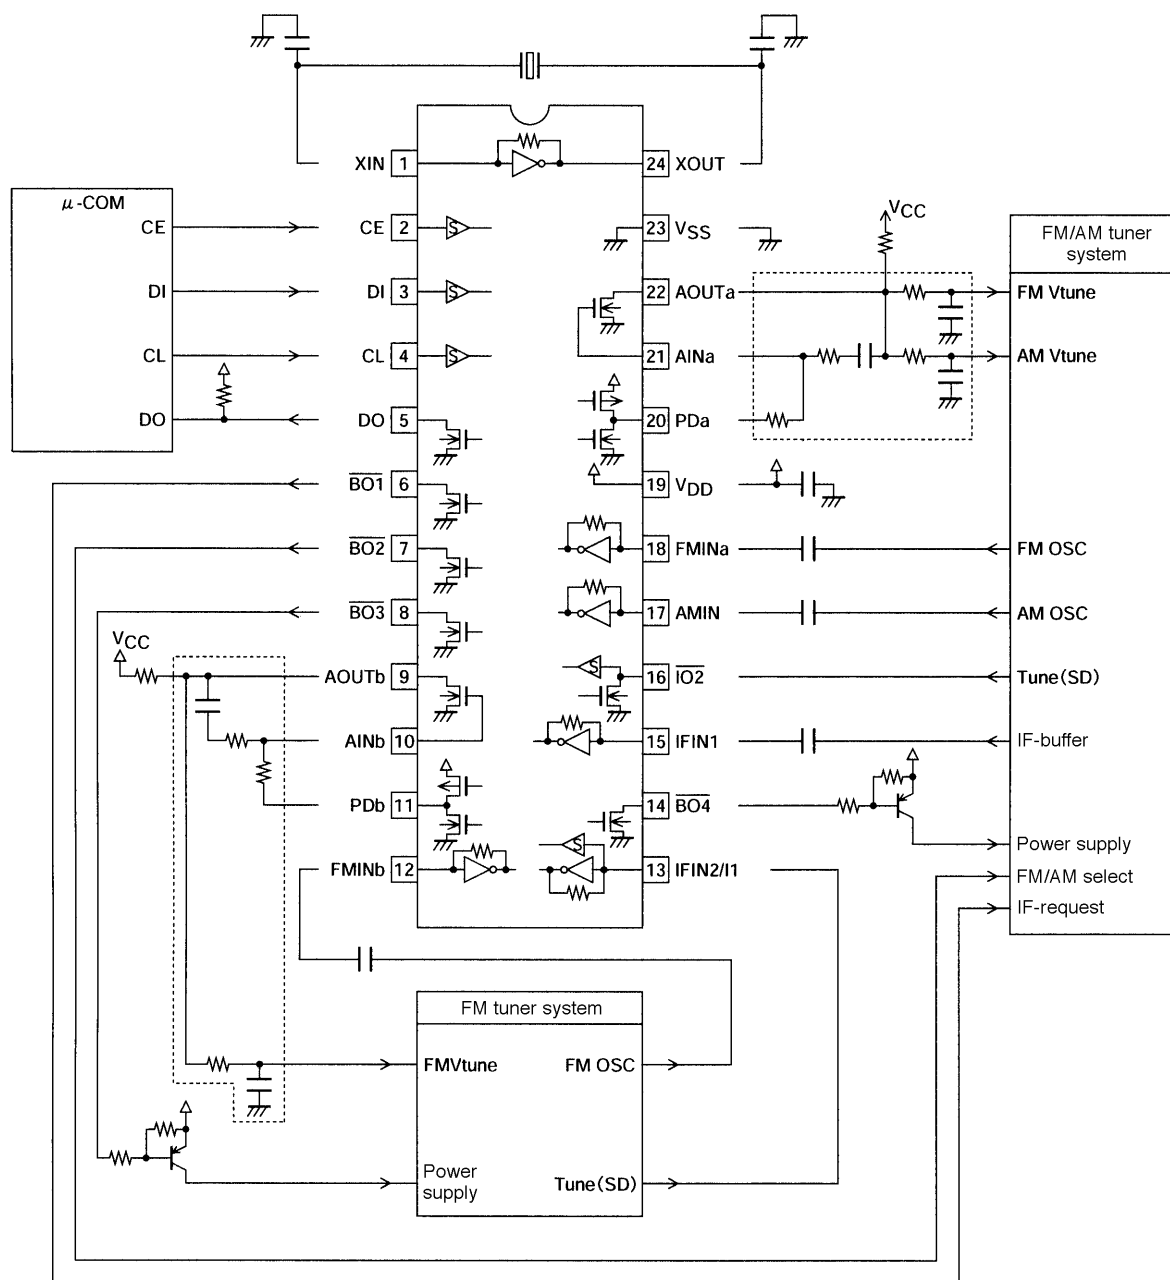 XIN 1
24 XOUT
μ-COM
CE
DI
CL
DO
CE 2
DI 3
CL 4
DO 5
BO1 6
BO2 7
BO3 8
AOUTb 9
AINb 10
PDb 11
FMINb 12
S
S
S
23 VSS
22 AOUTa
21 AINa
20 PDa
19 VDD
18 FMINa
17 AMIN
16 IO2
15 IFIN1
14 BO4
13 IFIN2/I1
S
S
VCC
VCC
FM/AM tuner
system
FM Vtune
AM Vtune
FM OSC
AM OSC
Tune(SD)
IF-buffer
Power supply
FM/AM select
IF-request
FM tuner system
FMVtune
FM OSC
Power
supply
Tune(SD)